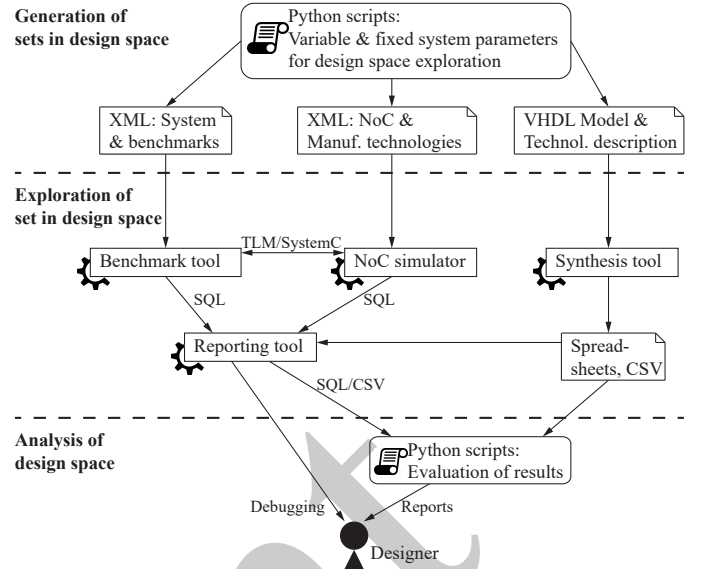 Generation of
sets in design space
Python scripts:
Variable & fixed system parameters
for design space exploration
XML: System
& benchmarks
XML: NoC &
Manuf. technologies
VHDL Model &
Technol. description
Exploration of
set in design space
TLM/SystemC
Benchmark tool
NoC simulator
Synthesis tool
SQL
SQL
Reporting tool
Spread-
sheets, CSV
SQL/CSV
Analysis of
design space
Python scripts:
Evaluation of results
Debugging
Reports
Designer